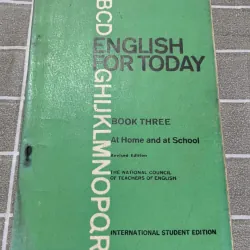 BCD
GHIJKLMNOPQR
ENGLISH
FOR TODAY
BOOK THREE
At Home and at School
Revised Edition
THE NATIONAL COUNCIL
OF TEACHERS OF ENGLISH
INTERNATIONAL STUDENT EDITION